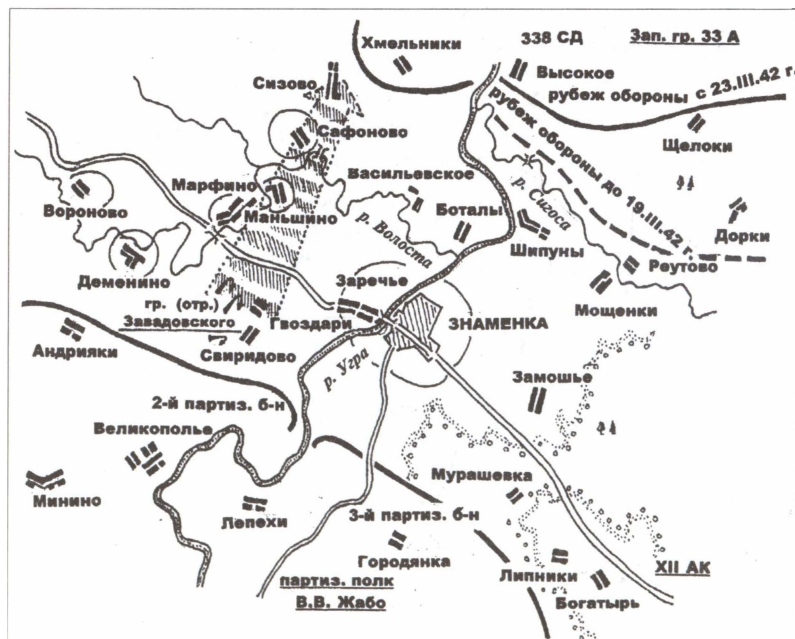 Хмельники
338 СД
Зап. гр. 33 А
Высокое
рубеж обороны с 23.III.42 г.
Сизово
Сафоново
Щелоки
рубеж обороны до 19.III.42 г.
Васильевское
р. Сигоса
Марфино
Маньшино
Вороново
Боталы
Дорки
р. Волоста
Шипуны
Реутово
Деменино
Заречье
Мощенки
гр. (отр.)
Завадовского
Гвоздари
ЗНАМЕНКА
Андрияки
Свиридово
р. Угра
Замошье
2-й партиз. б-н
Великополье
Мурашевка
Минино
Лепехи
3-й партиз. б-н
Городянка
Липники
XII АК
партиз. полк
В.В. Жабо
Богатырь